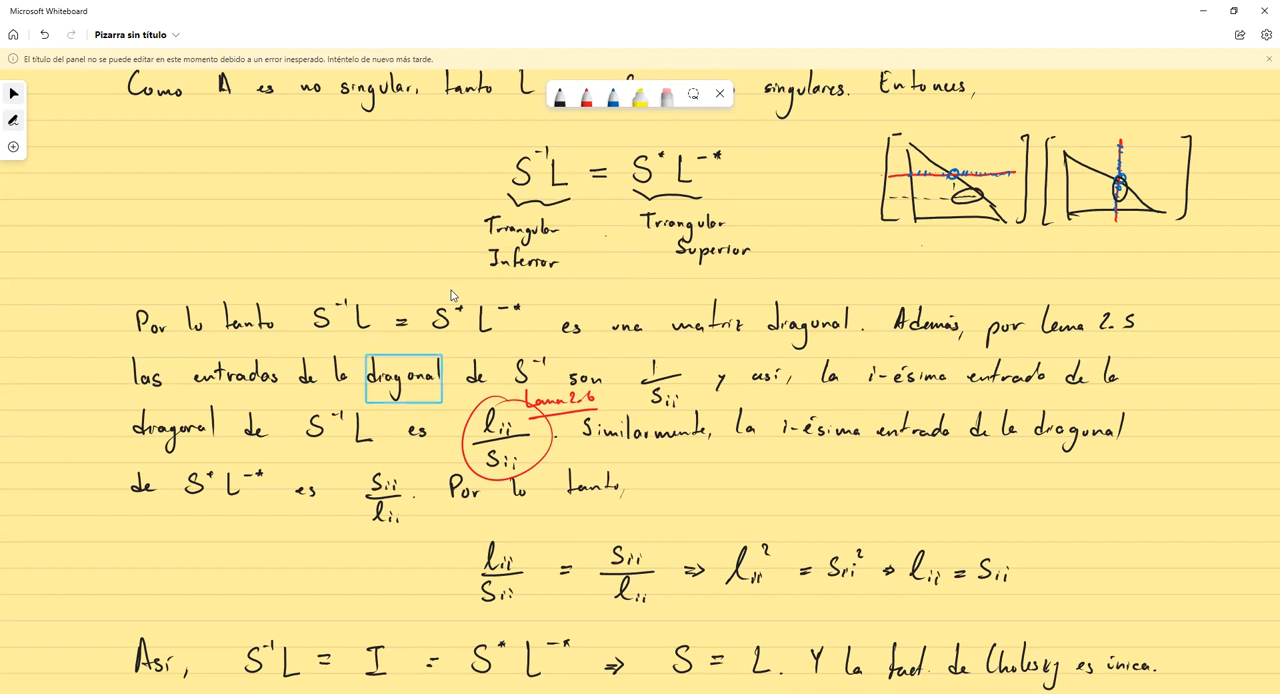 Microsoft Whiteboard
Pizarra sin título
El título del panel no se puede editar en este momento debido a un error inesperado. Inténtelo de nuevo más tarde.
Como A es no singular, tanto L singulares. Entonces,
S⁻¹L = S*L⁻*
Triangular Inferior
Triangular Superior
Por lo tanto S⁻¹L = S*L⁻* es una matriz diagonal. Además, por lema 2.5
las entradas de la diagonal de S⁻¹ son 1/sᵢᵢ y así, la i-ésima entrada de la
Lema 2.6
diagonal de S⁻¹L es lᵢᵢ/sᵢᵢ. Similarmente, la i-ésima entrada de la diagonal
de S*L⁻* es sᵢᵢ/lᵢᵢ. Por lo tanto,
lᵢᵢ/sᵢᵢ = sᵢᵢ/lᵢᵢ ⇒ lᵢᵢ² = sᵢᵢ² ⇒ lᵢᵢ = sᵢᵢ
Así, S⁻¹L = I = S*L⁻* ⇒ S = L. Y la fact. de Cholesky es única.